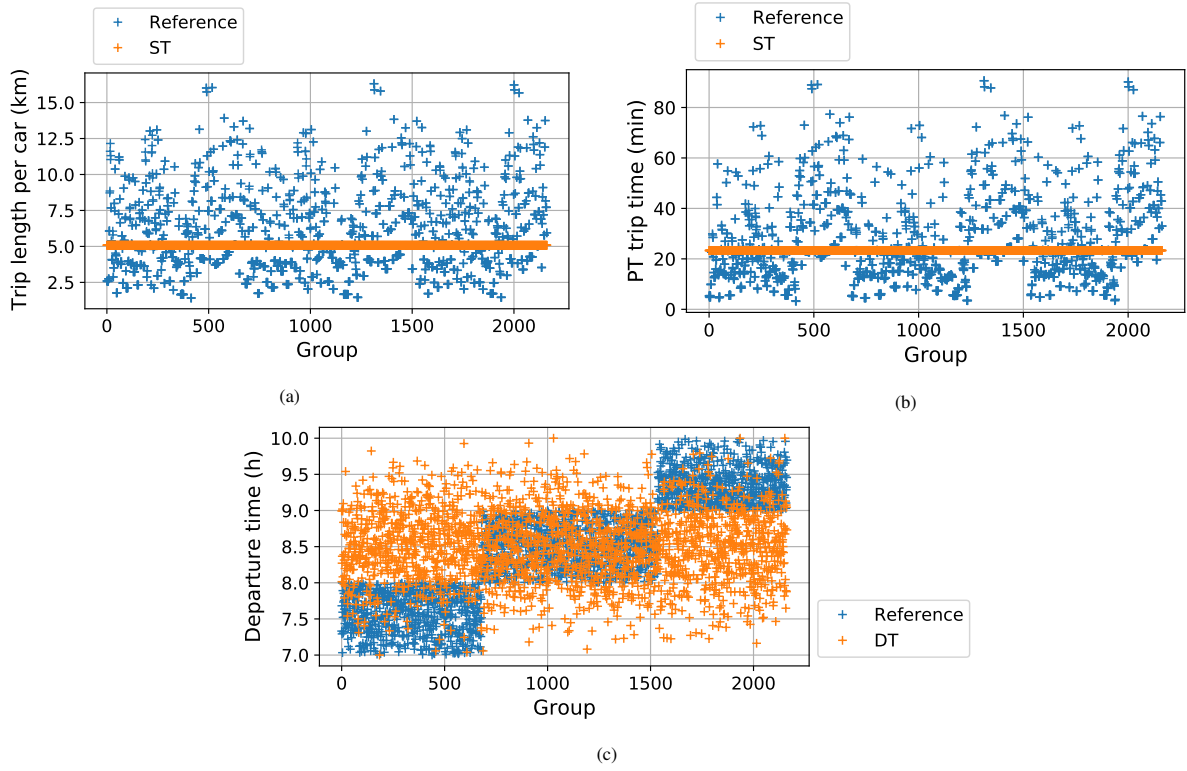 Reference
ST
Trip length per car (km)
15.0
12.5
10.0
7.5
5.0
2.5
0 500 1000 1500 2000
Group
(a)
Reference
ST
PT trip time (min)
80
60
40
20
0
0 500 1000 1500 2000
Group
(b)
Departure time (h)
10.0
9.5
9.0
8.5
8.0
7.5
7.0
0 500 1000 1500 2000
Group
Reference
DT
(c)